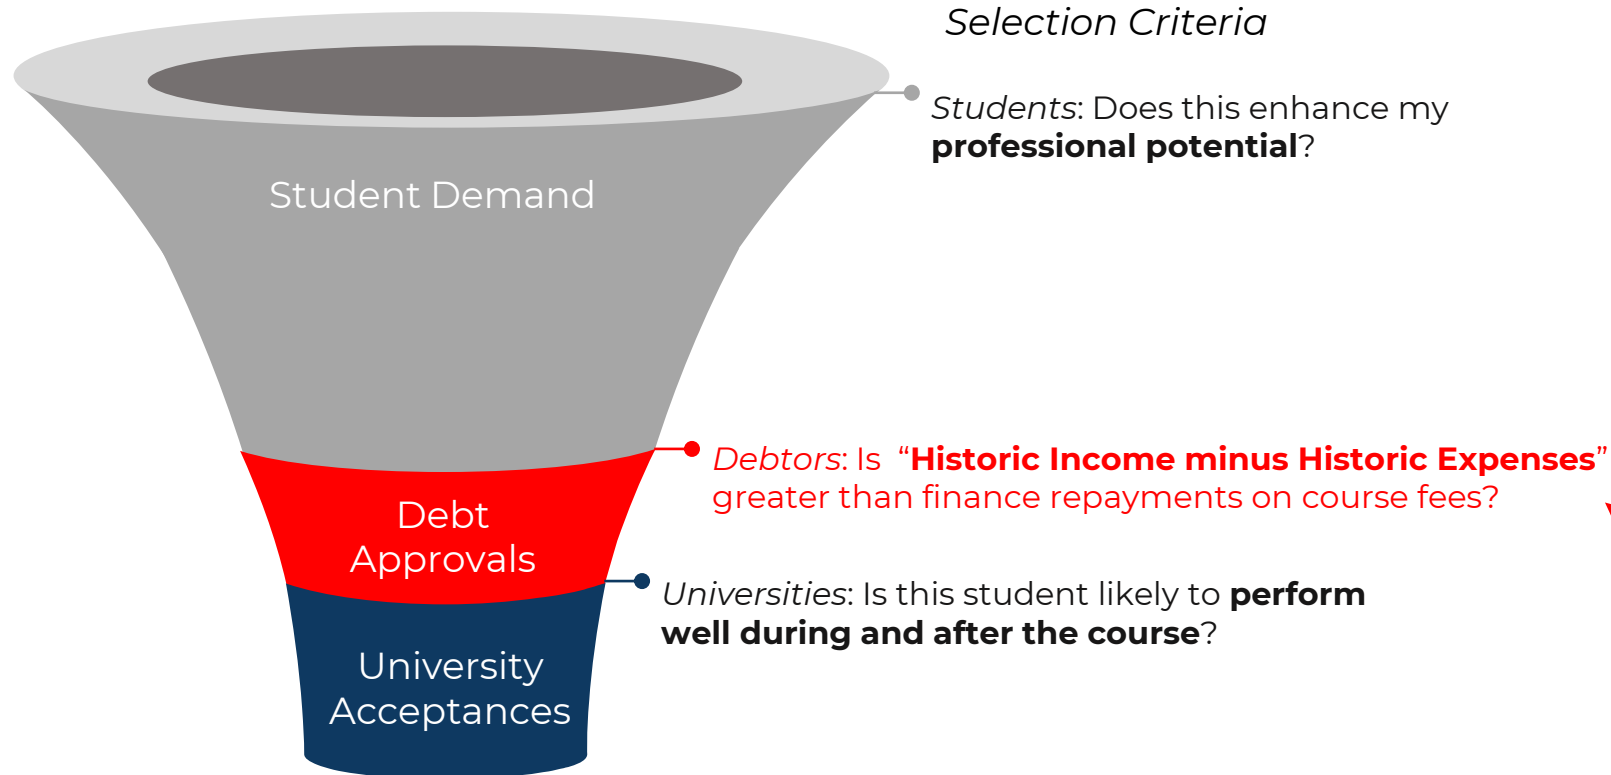 Selection Criteria
Students: Does this enhance my
professional potential?
Student Demand
Debtors: Is “Historic Income minus Historic Expenses”
greater than finance repayments on course fees?
Debt
Approvals
Universities: Is this student likely to perform
well during and after the course?
University
Acceptances